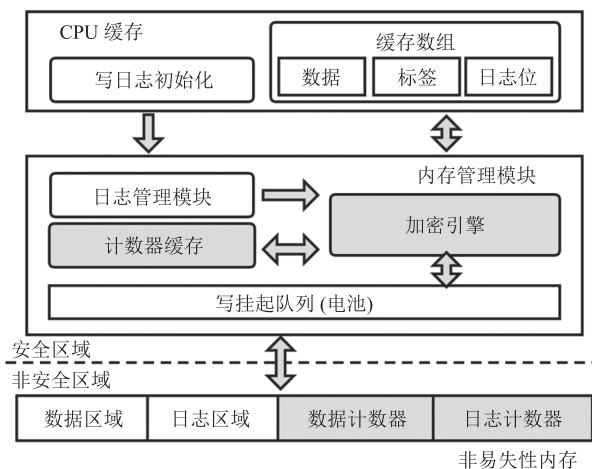 CPU 缓存
缓存数组
写日志初始化
数据
标签
日志位
内存管理模块
日志管理模块
加密引擎
计数器缓存
写挂起队列 (电池)
安全区域
非安全区域
数据区域
日志区域
数据计数器
日志计数器
非易失性内存